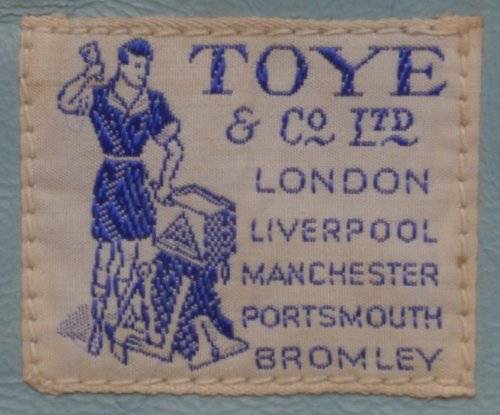 TOYE
& Co LTD
LONDON
LIVERPOOL
MANCHESTER
PORTSMOUTH
BROMLEY